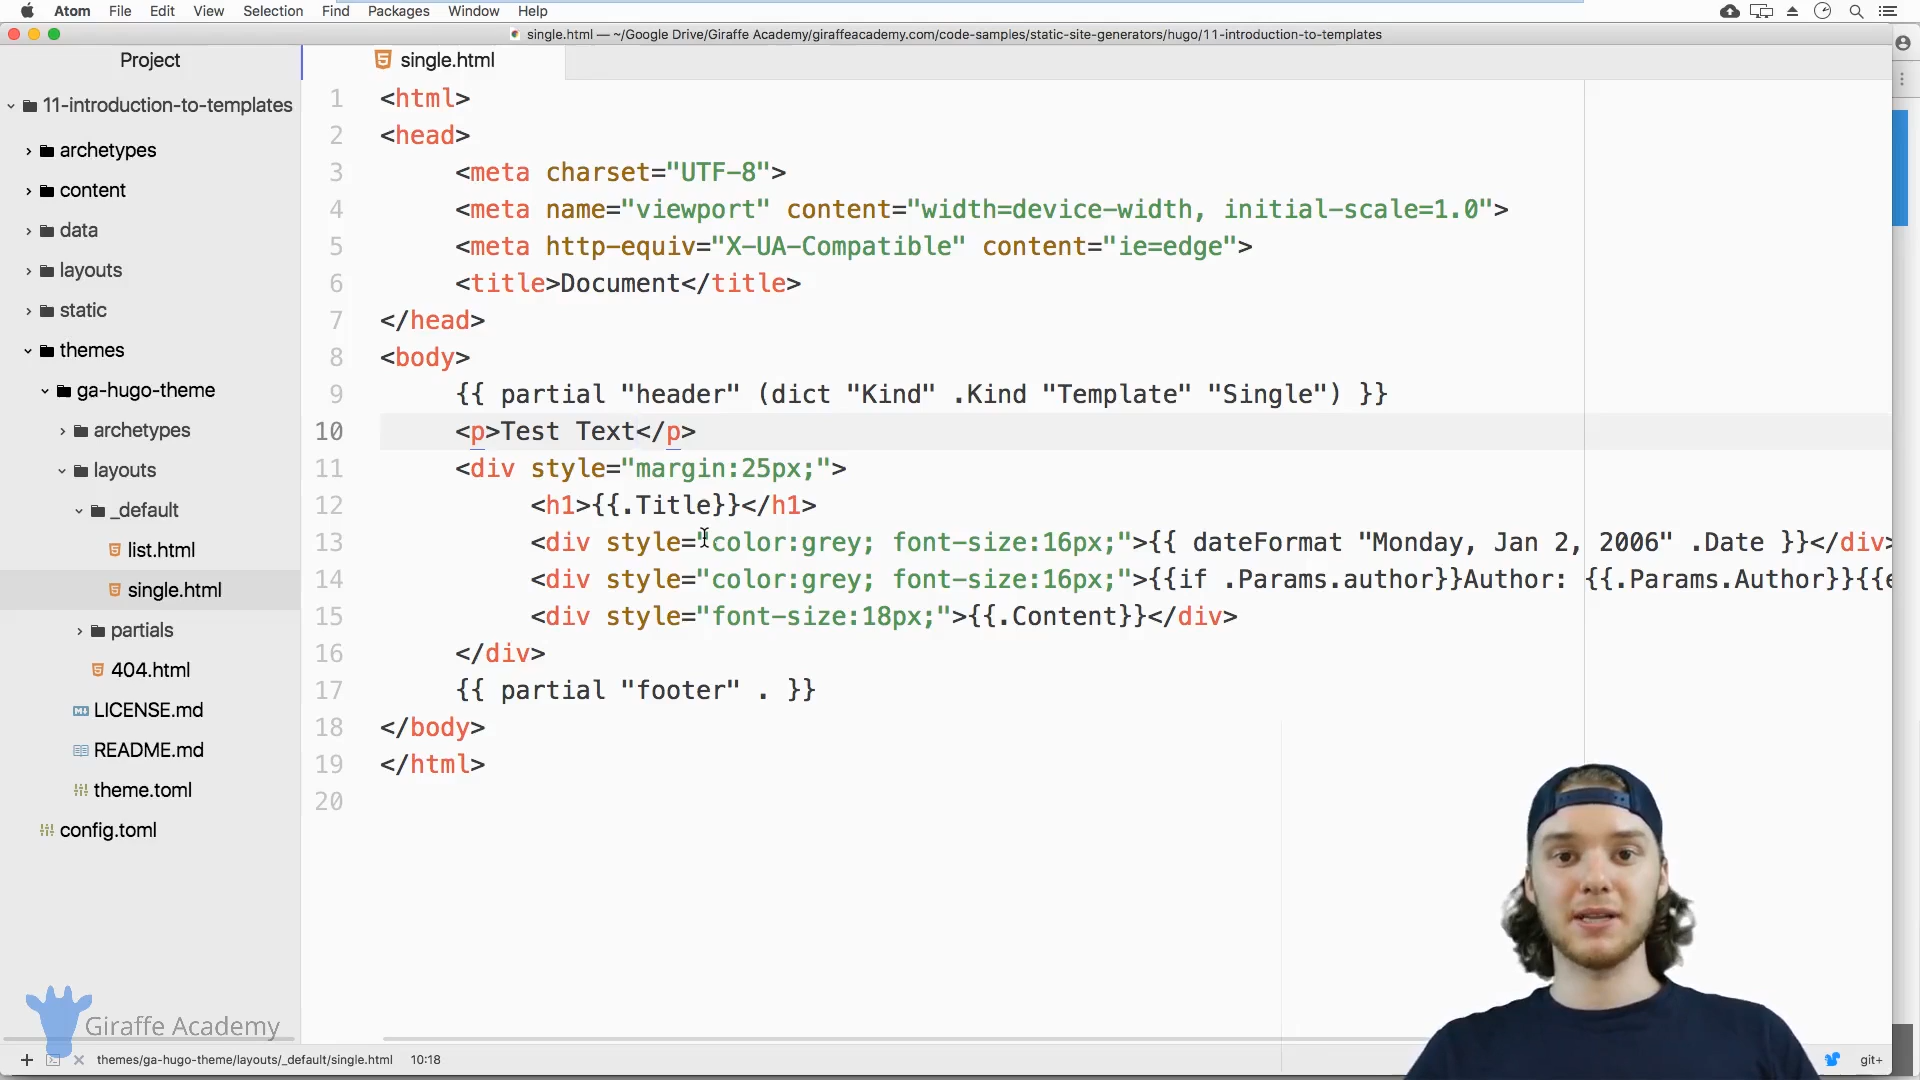 Atom File Edit View Selection Find Packages Window Help
single.html — ~/Google Drive/Giraffe Academy/giraffeacademy.com/code-samples/static-site-generators/hugo/11-introduction-to-templates
Project
single.html
11-introduction-to-templates
archetypes
content
data
layouts
static
themes
ga-hugo-theme
archetypes
layouts
_default
list.html
single.html
partials
404.html
LICENSE.md
README.md
theme.toml
config.toml
1 <html>
2 <head>
3 <meta charset="UTF-8">
4 <meta name="viewport" content="width=device-width, initial-scale=1.0">
5 <meta http-equiv="X-UA-Compatible" content="ie=edge">
6 <title>Document</title>
7 </head>
8 <body>
9 {{ partial "header" (dict "Kind" .Kind "Template" "Single") }}
10 <p>Test Text</p>
11 <div style="margin:25px;">
12 <h1>{{.Title}}</h1>
13 <div style="color:grey; font-size:16px;">{{ dateFormat "Monday, Jan 2, 2006" .Date }}</div>
14 <div style="color:grey; font-size:16px;">{{if .Params.author}}Author: {{.Params.Author}}{{e
15 <div style="font-size:18px;">{{.Content}}</div>
16 </div>
17 {{ partial "footer" . }}
18 </body>
19 </html>
20
Giraffe Academy
themes/ga-hugo-theme/layouts/_default/single.html 10:18
git+